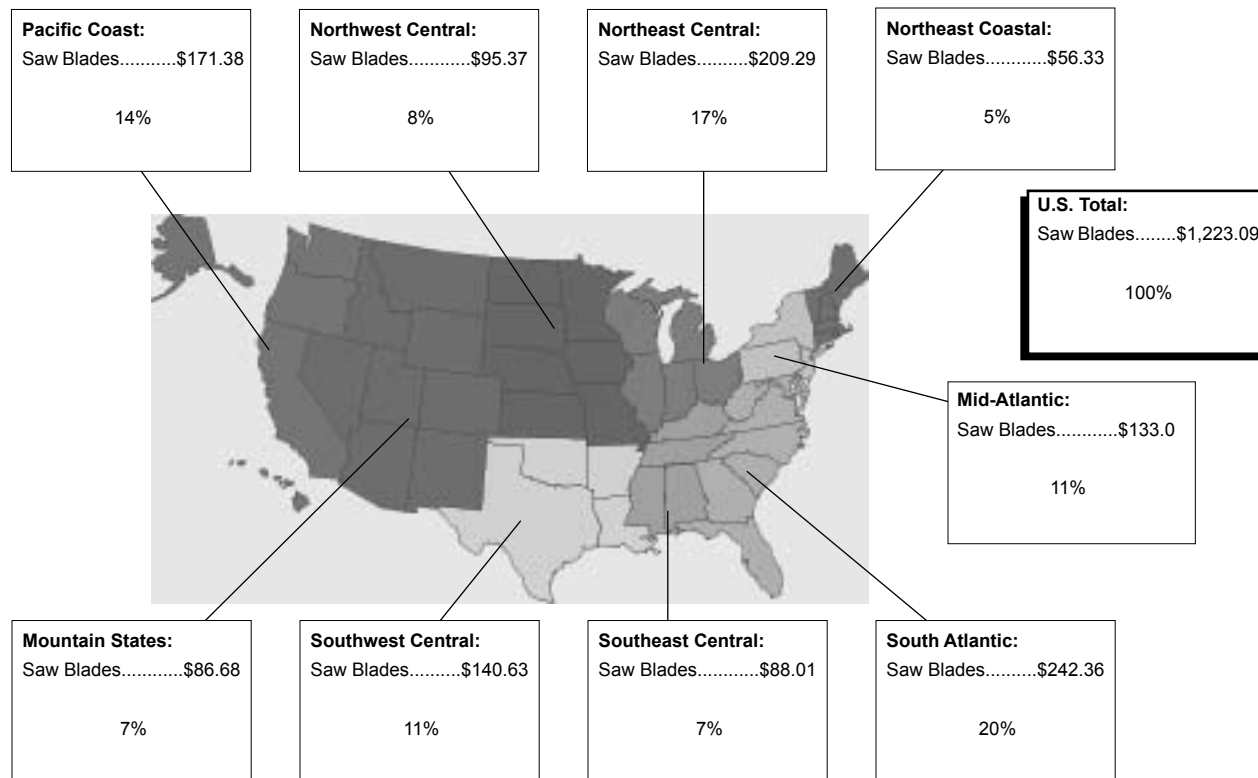 Pacific Coast:
Saw Blades...........$171.38
14%
Northwest Central:
Saw Blades............$95.37
8%
Northeast Central:
Saw Blades.........$209.29
17%
Northeast Coastal:
Saw Blades............$56.33
5%
U.S. Total:
Saw Blades........$1,223.09
100%
Mid-Atlantic:
Saw Blades............$133.0
11%
Mountain States:
Saw Blades............$86.68
7%
Southwest Central:
Saw Blades..........$140.63
11%
Southeast Central:
Saw Blades............$88.01
7%
South Atlantic:
Saw Blades..........$242.36
20%